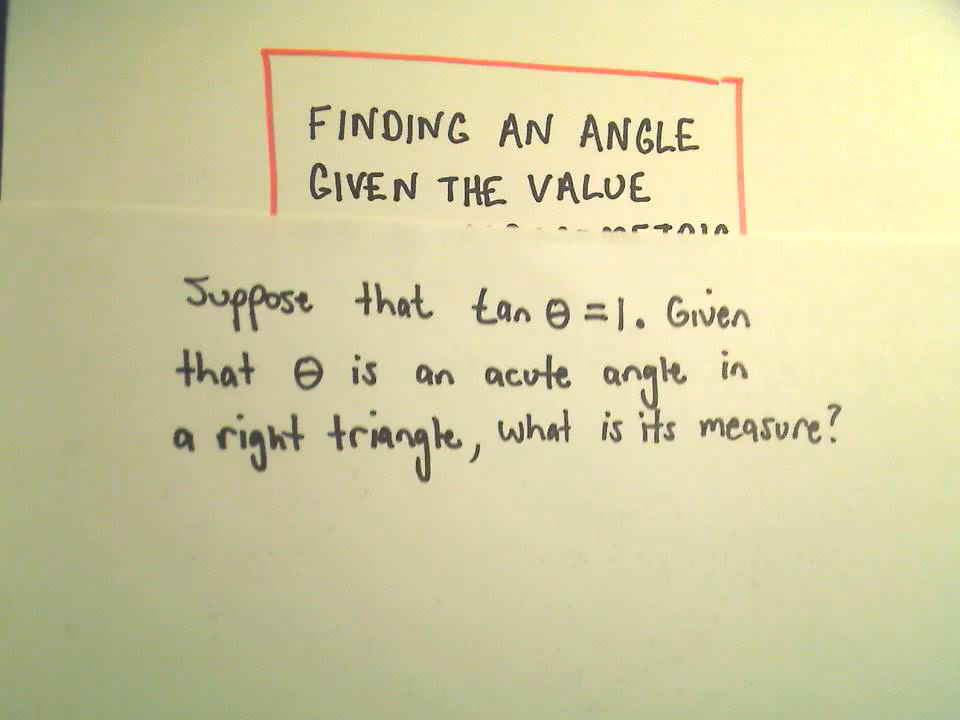 FINDING AN ANGLE
GIVEN THE VALUE
Suppose that tan θ = 1. Given
that θ is an acute angle in
a right triangle, what is its measure?